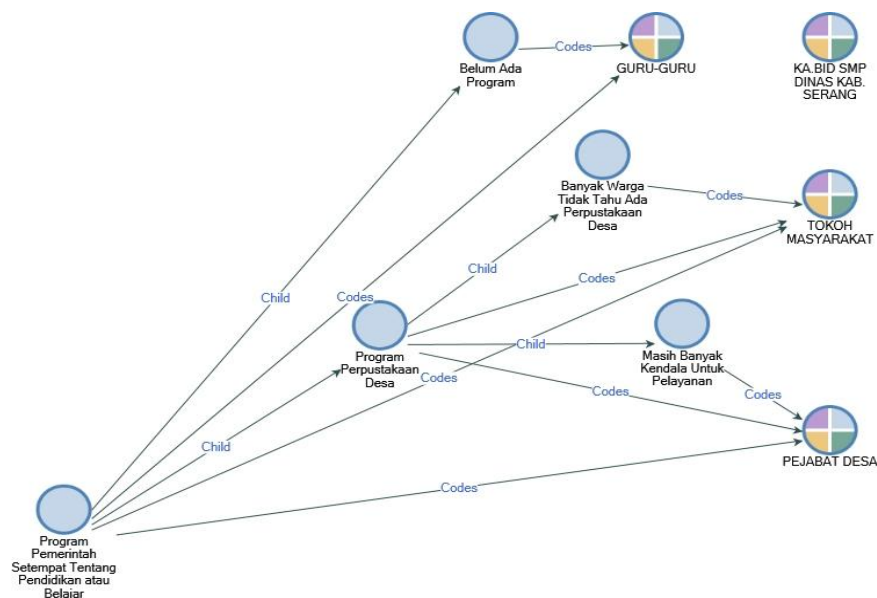 Codes
Belum Ada
Program
GURU-GURU
KA.BID SMP
DINAS KAB.
SERANG
Banyak Warga
Tidak Tahu Ada
Perpustakaan
Desa
Codes
TOKOH
MASYARAKAT
Child
Codes
Child
Codes
Program
Perpustakaan
Desa
Child
Masih Banyak
Kendala Untuk
Pelayanan
Codes
Codes
Codes
Child
PEJABAT DESA
Codes
Program
Pemerintah
Setempat Tentang
Pendidikan atau
Belajar